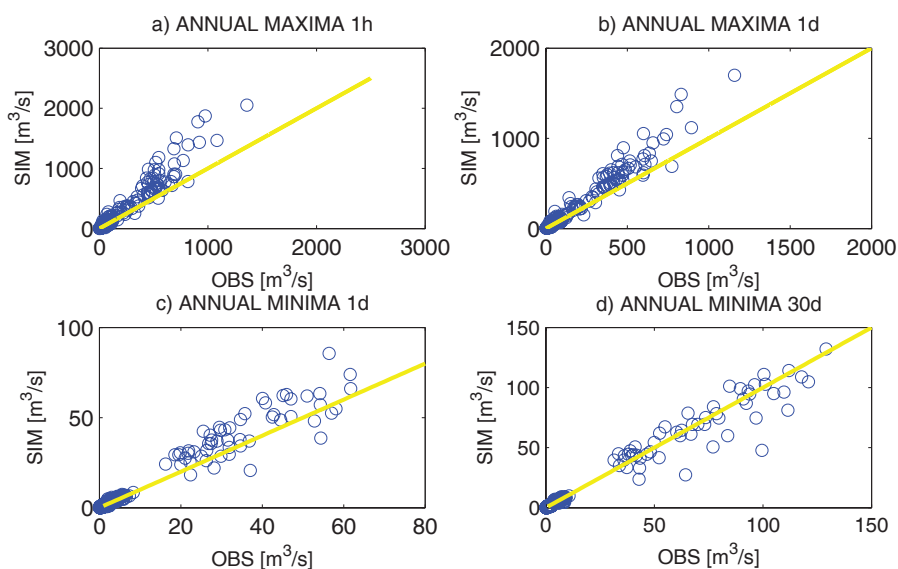 a) ANNUAL MAXIMA 1h
3000
2000
1000
0
SIM [m³/s]
0 1000 2000 3000
OBS [m³/s]
b) ANNUAL MAXIMA 1d
2000
1000
0
SIM [m³/s]
0 500 1000 1500 2000
OBS [m³/s]
c) ANNUAL MINIMA 1d
100
50
0
SIM [m³/s]
0 20 40 60 80
OBS [m³/s]
d) ANNUAL MINIMA 30d
150
100
50
0
SIM [m³/s]
0 50 100 150
OBS [m³/s]